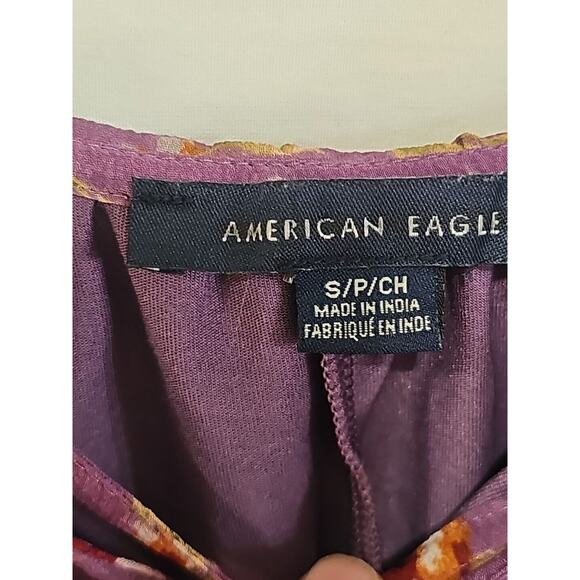 AMERICAN EAGLE
S/P/CH
MADE IN INDIA
FABRIQUÉ EN INDE